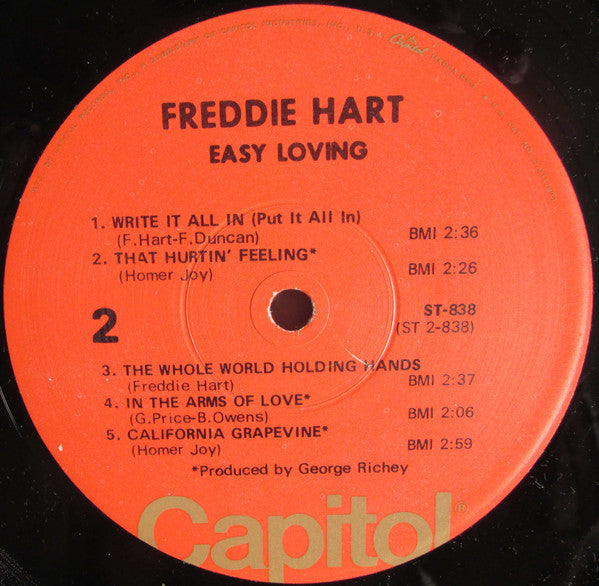 Capitol
FREDDIE HART
EASY LOVING
1. WRITE IT ALL IN (Put It All In)
(F. Hart-F. Duncan) BMI 2:36
2. THAT HURTIN' FEELING*
(Homer Joy) BMI 2:26
2
ST-838
(ST 2-838)
3. THE WHOLE WORLD HOLDING HANDS
(Freddie Hart) BMI 2:37
4. IN THE ARMS OF LOVE*
(G. Price-B. Owens) BMI 2:06
5. CALIFORNIA GRAPEVINE*
(Homer Joy) BMI 2:59
*Produced by George Richey
Capitol®